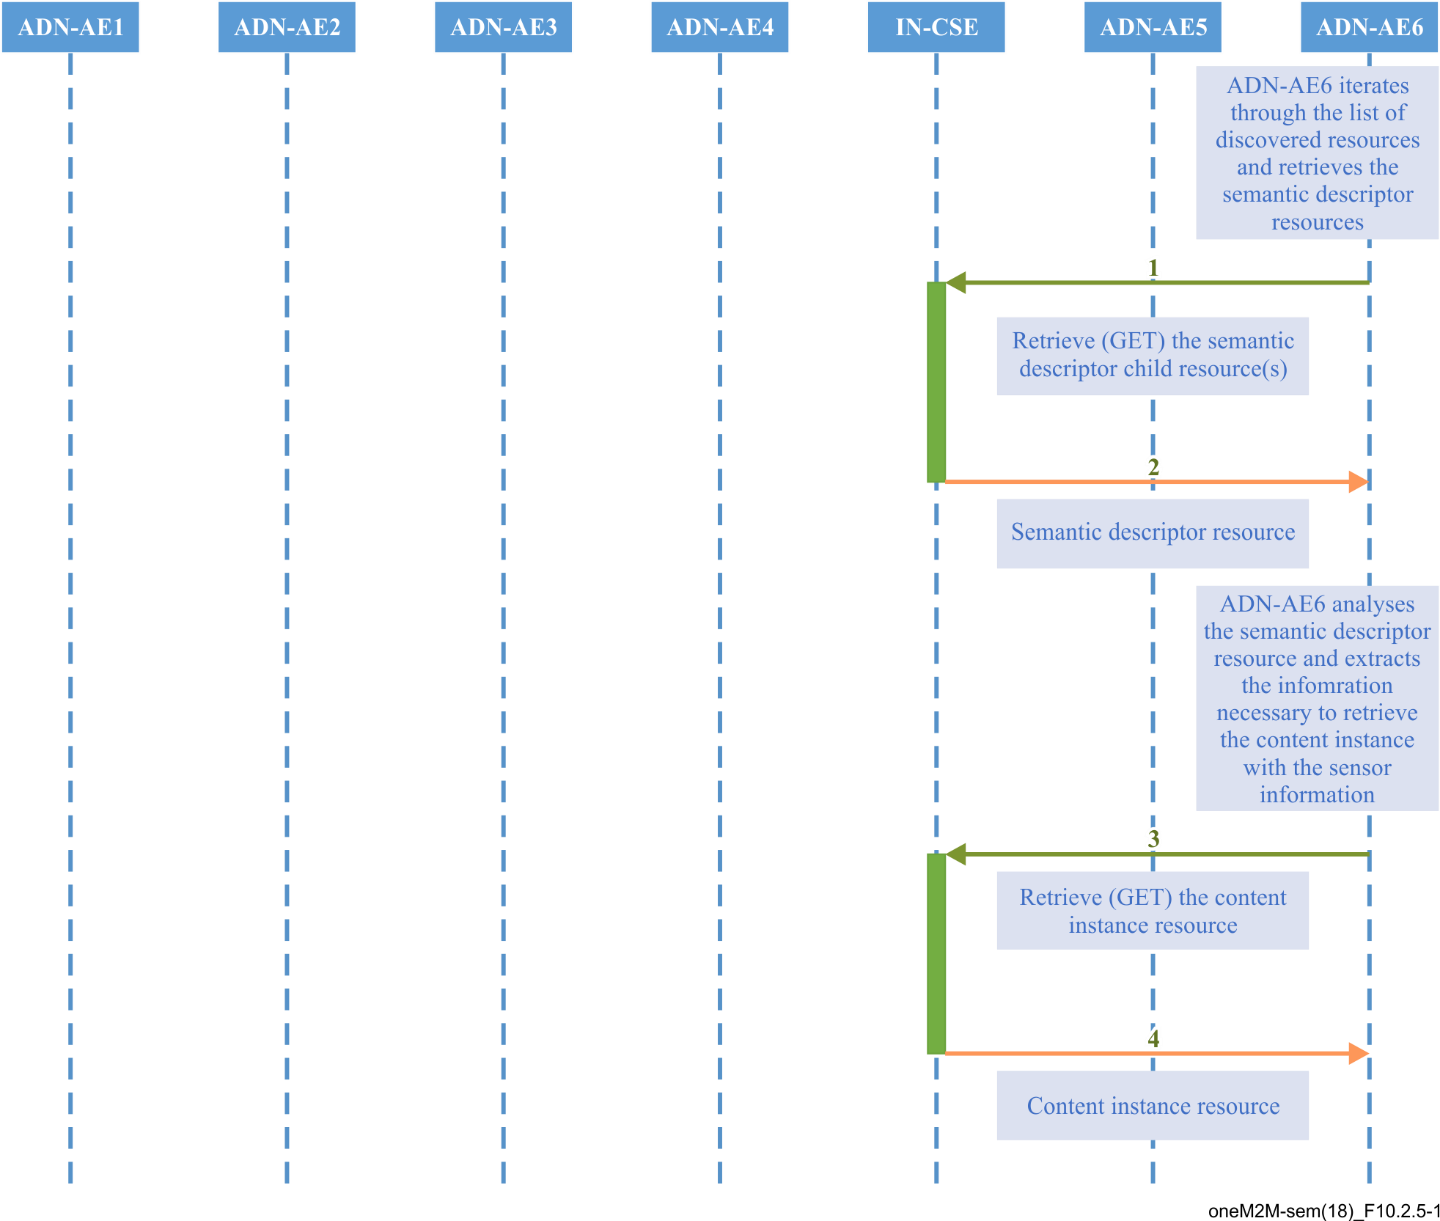 ADN-AE1
ADN-AE2
ADN-AE3
ADN-AE4
IN-CSE
ADN-AE5
ADN-AE6
ADN-AE6 iterates
through the list of
discovered resources
and retrieves the
semantic descriptor
resources
1
Retrieve (GET) the semantic
descriptor child resource(s)
2
Semantic descriptor resource
ADN-AE6 analyses
the semantic descriptor
resource and extracts
the infomration
necessary to retrieve
the content instance
with the sensor
information
3
Retrieve (GET) the content
instance resource
4
Content instance resource
oneM2M-sem(18)_F10.2.5-1